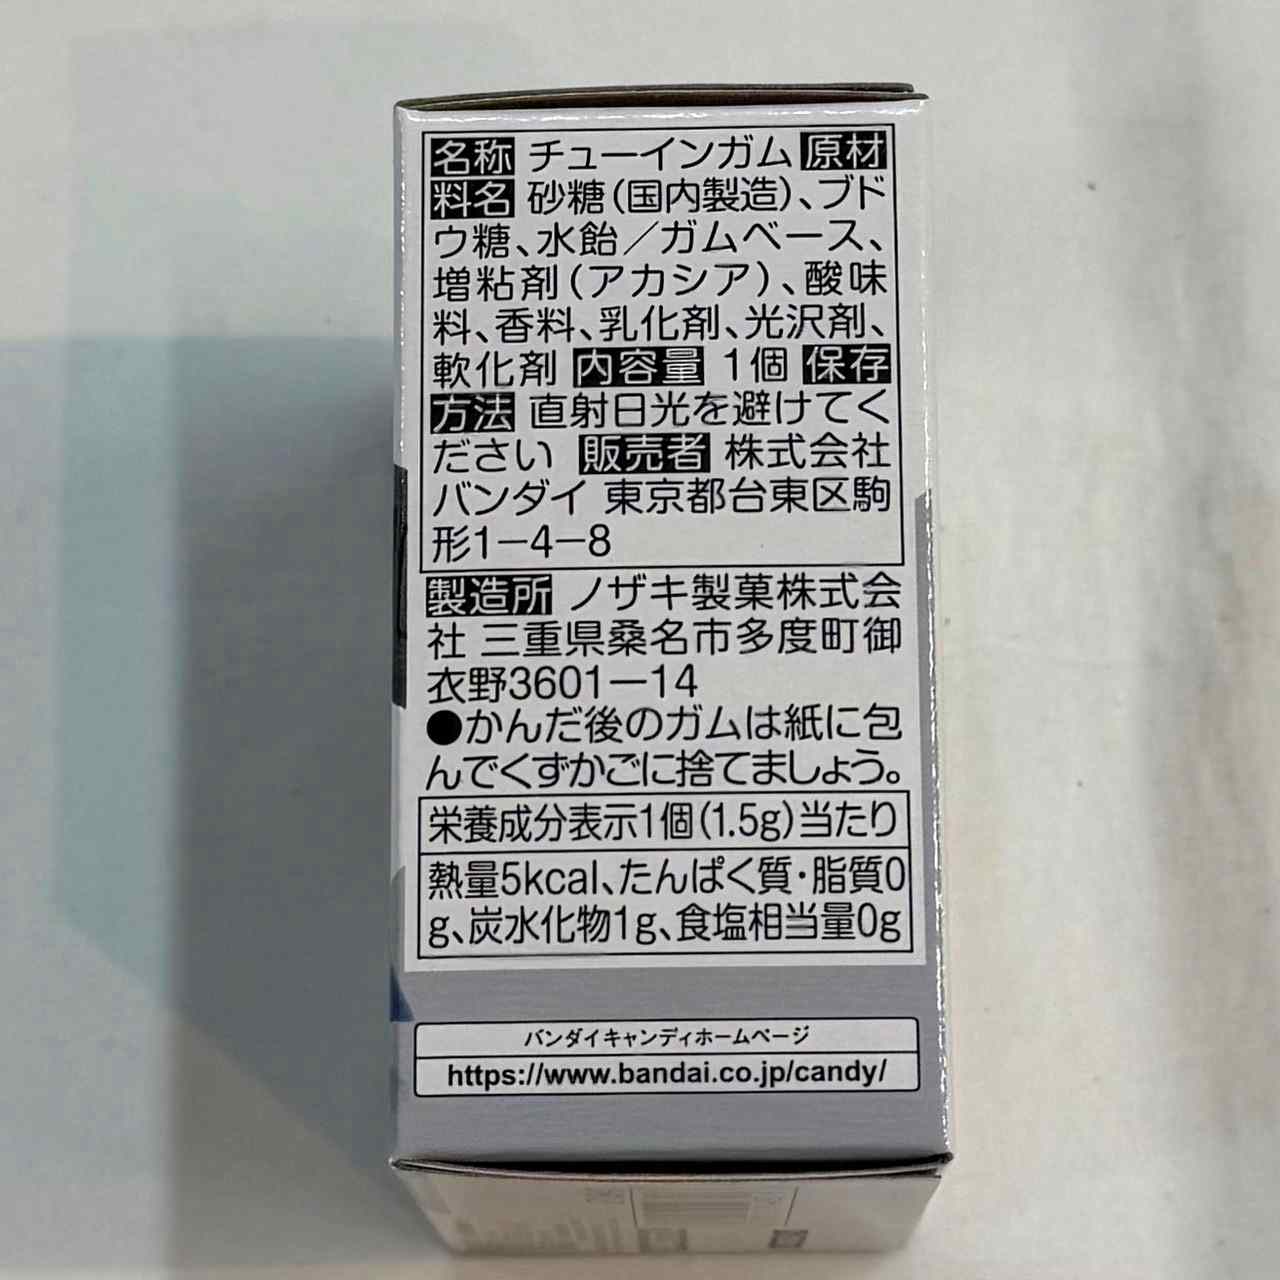 名称 チューインガム 原材
料名 砂糖(国内製造)、ブド
ウ糖、水飴／ガムベース、
増粘剤(アカシア)、酸味
料、香料、乳化剤、光沢剤、
軟化剤 内容量 1個 保存
方法 直射日光を避けてく
ださい 販売者 株式会社
バンダイ 東京都台東区駒
形1−4−8
製造所 ノザキ製菓株式会
社 三重県桑名市多度町御
衣野3601−14
●かんだ後のガムは紙に包
んでくずかごに捨てましょう。
栄養成分表示1個(1.5g)当たり
熱量5kcal、たんぱく質・脂質0
g、炭水化物1g、食塩相当量0g
バンダイキャンディホームページ
https://www.bandai.co.jp/candy/